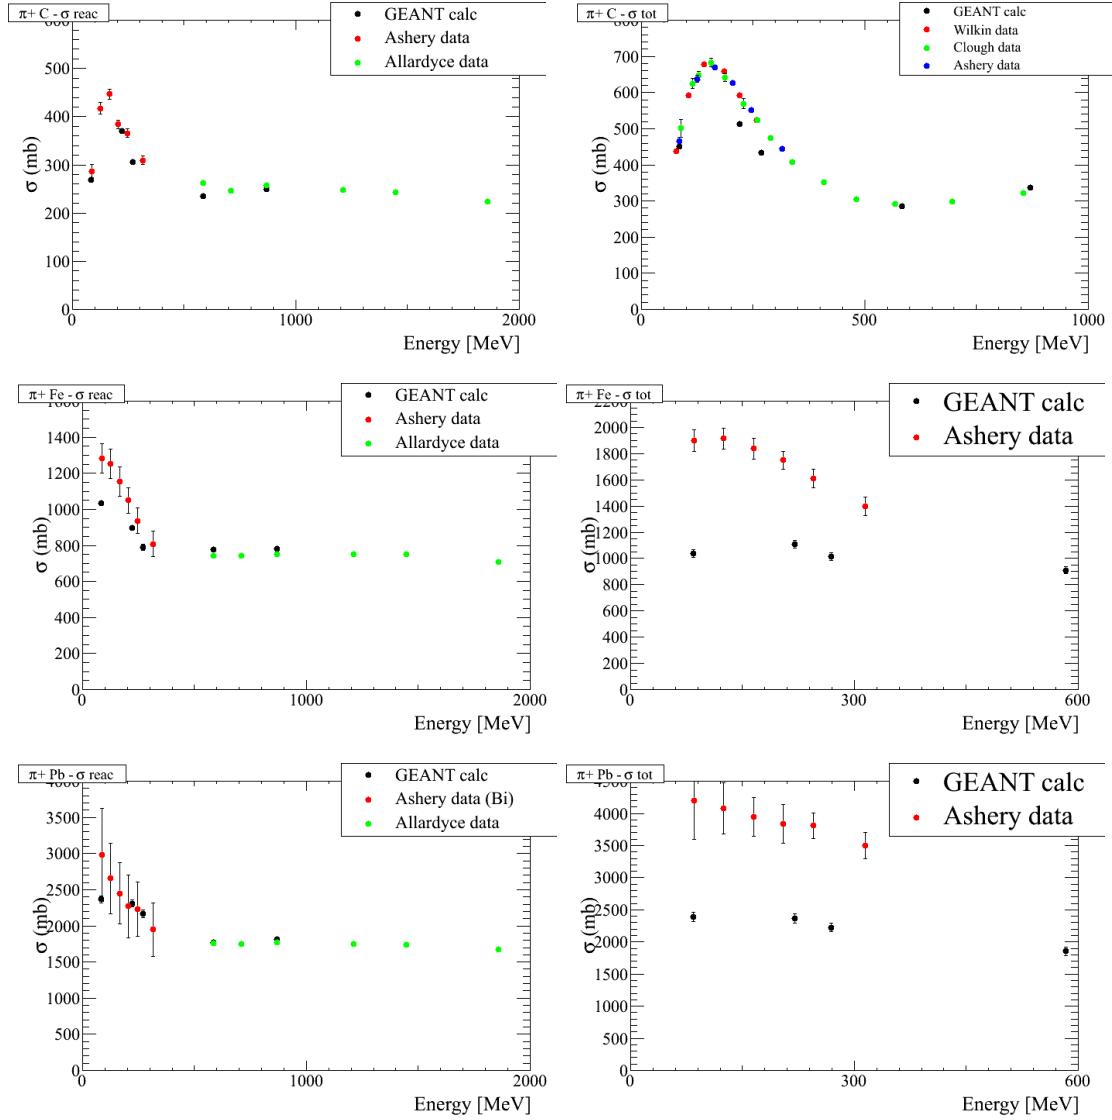 π+ C - σ reac
GEANT calc
Ashery data
Allardyce data
600
500
400
300
200
100
0
σ (mb)
0
1000
2000
Energy [MeV]
π+ C - σ tot
GEANT calc
Wilkin data
Clough data
Ashery data
800
700
600
500
400
300
200
100
0
σ (mb)
0
500
1000
Energy [MeV]
π+ Fe - σ reac
GEANT calc
Ashery data
Allardyce data
1600
1400
1200
1000
800
600
400
200
0
σ (mb)
0
1000
2000
Energy [MeV]
π+ Fe - σ tot
GEANT calc
Ashery data
2200
2000
1800
1600
1400
1200
1000
800
600
400
200
0
σ (mb)
0
300
600
Energy [MeV]
π+ Pb - σ reac
GEANT calc
Ashery data (Bi)
Allardyce data
4000
3500
3000
2500
2000
1500
1000
500
0
σ (mb)
0
1000
2000
Energy [MeV]
π+ Pb - σ tot
GEANT calc
Ashery data
4500
4000
3500
3000
2500
2000
1500
1000
500
0
σ (mb)
0
300
600
Energy [MeV]